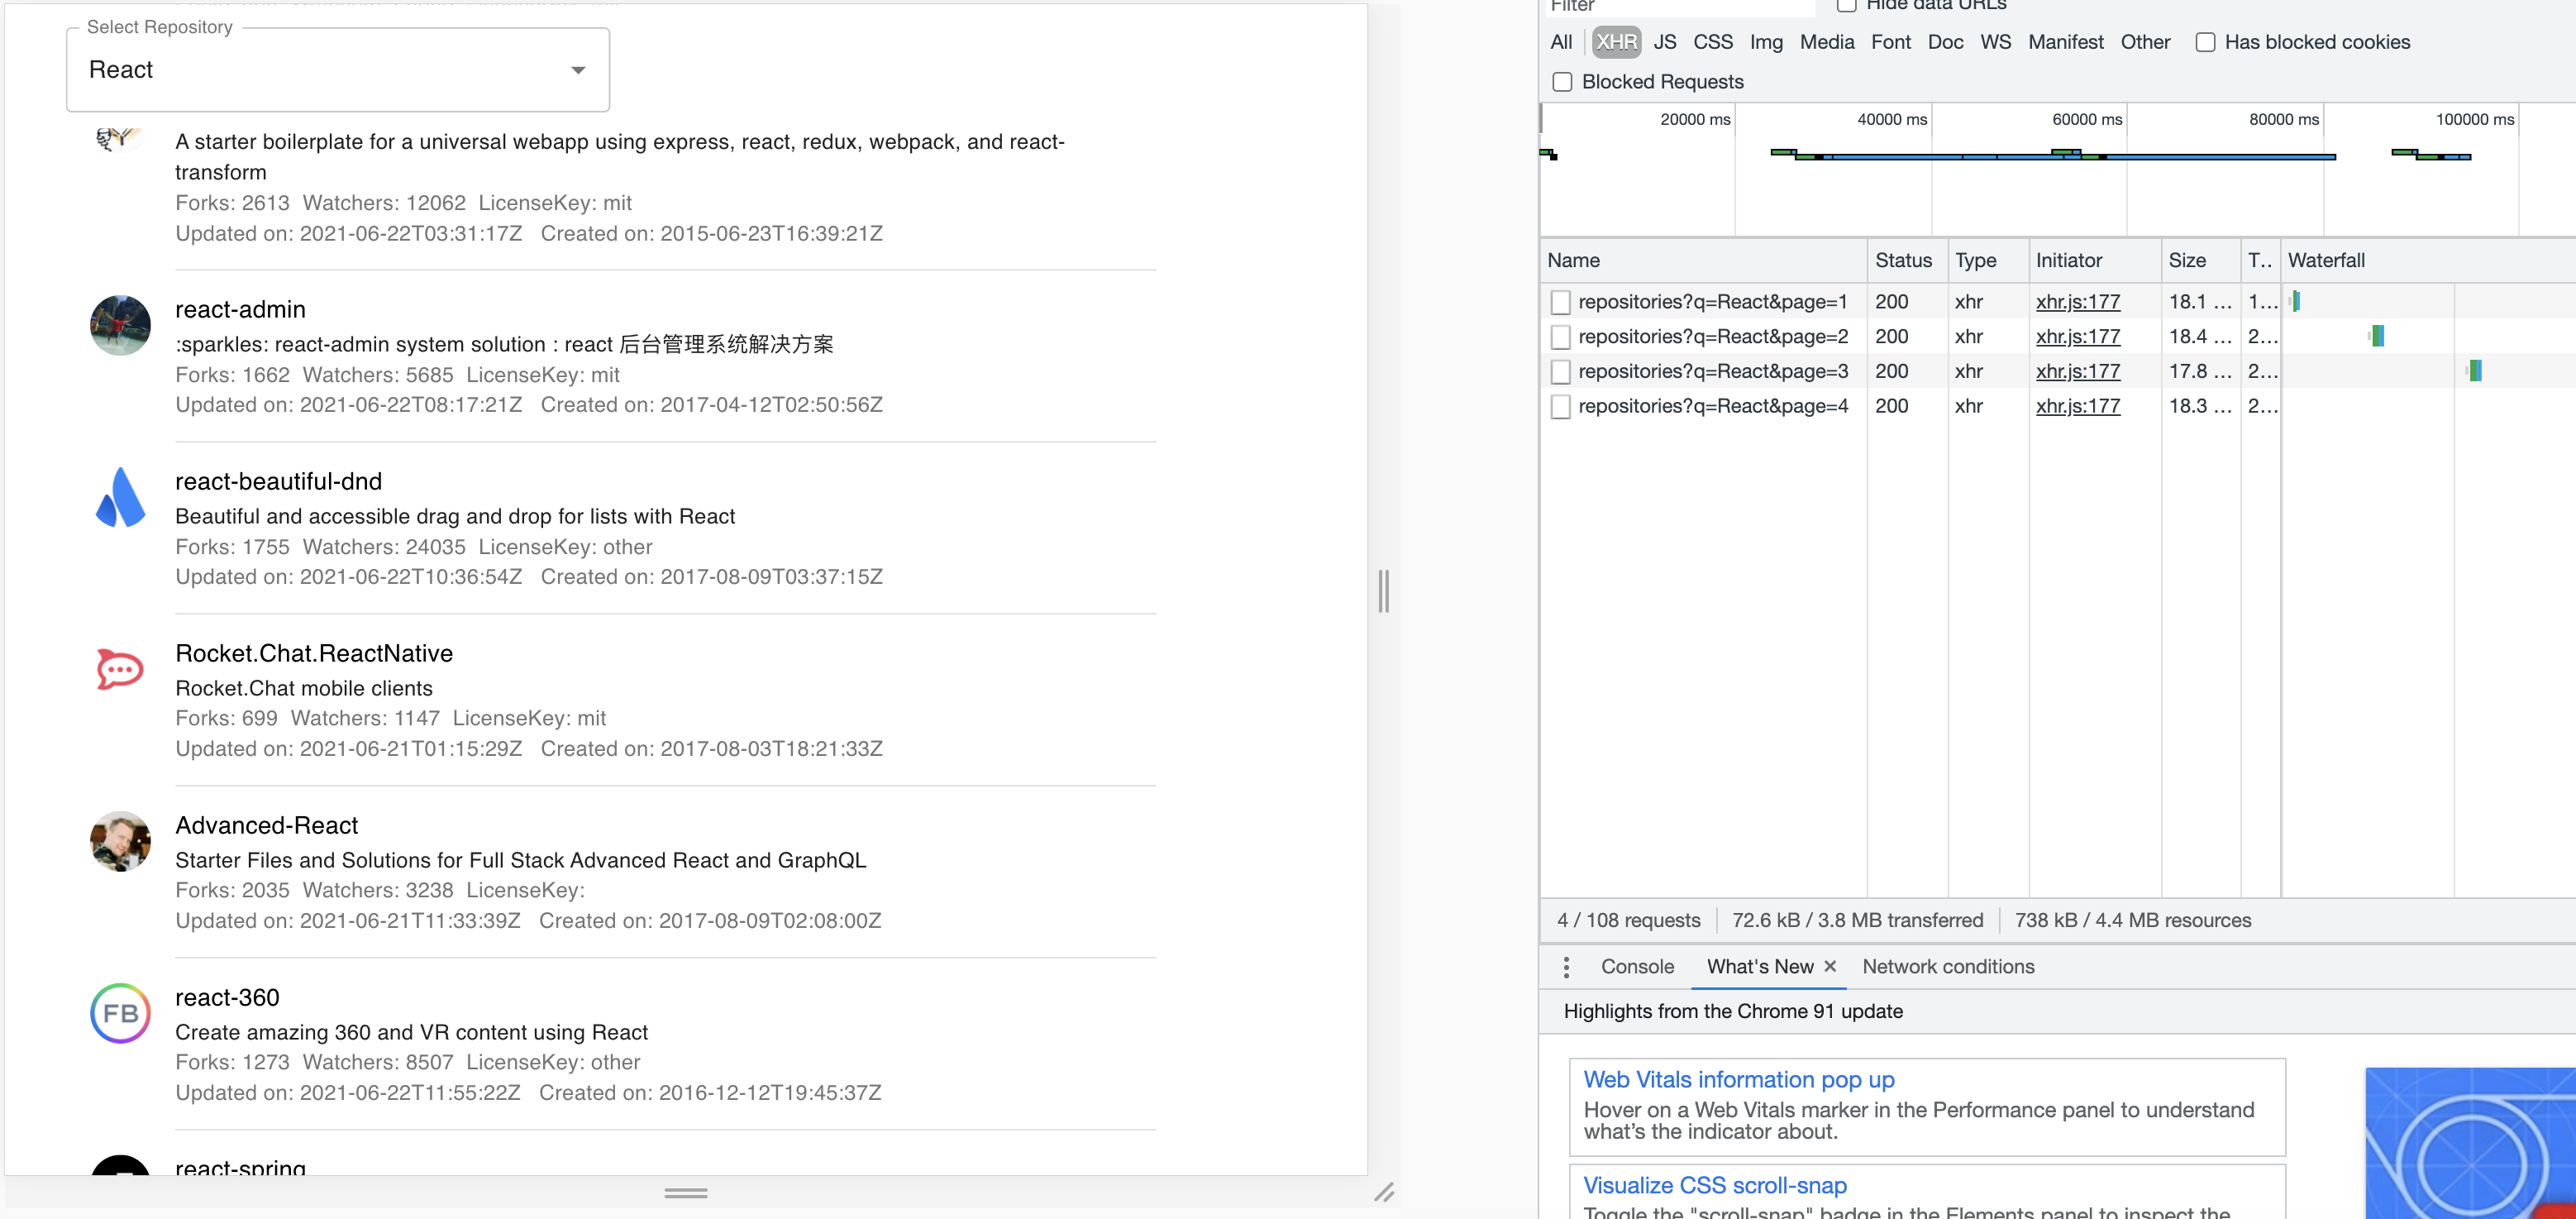 Select Repository
React
A starter boilerplate for a universal webapp using express, react, redux, webpack, and react-
transform
Forks: 2613 Watchers: 12062 LicenseKey: mit
Updated on: 2021-06-22T03:31:17Z Created on: 2015-06-23T16:39:21Z
react-admin
:sparkles: react-admin system solution : react 后台管理系统解决方案
Forks: 1662 Watchers: 5685 LicenseKey: mit
Updated on: 2021-06-22T08:17:21Z Created on: 2017-04-12T02:50:56Z
react-beautiful-dnd
Beautiful and accessible drag and drop for lists with React
Forks: 1755 Watchers: 24035 LicenseKey: other
Updated on: 2021-06-22T10:36:54Z Created on: 2017-08-09T03:37:15Z
Rocket.Chat.ReactNative
Rocket.Chat mobile clients
Forks: 699 Watchers: 1147 LicenseKey: mit
Updated on: 2021-06-21T01:15:29Z Created on: 2017-08-03T18:21:33Z
Advanced-React
Starter Files and Solutions for Full Stack Advanced React and GraphQL
Forks: 2035 Watchers: 3238 LicenseKey:
Updated on: 2021-06-21T11:33:39Z Created on: 2017-08-09T02:08:00Z
FB
react-360
Create amazing 360 and VR content using React
Forks: 1273 Watchers: 8507 LicenseKey: other
Updated on: 2021-06-22T11:55:22Z Created on: 2016-12-12T19:45:37Z
react-spring
Filter Hide data URLs
All XHR JS CSS Img Media Font Doc WS Manifest Other Has blocked cookies
Blocked Requests
20000 ms 40000 ms 60000 ms 80000 ms 100000 ms
Name Status Type Initiator Size T.. Waterfall
repositories?q=React&page=1 200 xhr xhr.js:177 18.1 ... 1...
repositories?q=React&page=2 200 xhr xhr.js:177 18.4 ... 2...
repositories?q=React&page=3 200 xhr xhr.js:177 17.8 ... 2...
repositories?q=React&page=4 200 xhr xhr.js:177 18.3 ... 2...
4 / 108 requests 72.6 kB / 3.8 MB transferred 738 kB / 4.4 MB resources
Console What's New × Network conditions
Highlights from the Chrome 91 update
Web Vitals information pop up
Hover on a Web Vitals marker in the Performance panel to understand
what's the indicator about.
Visualize CSS scroll-snap
Toggle the "scroll-snap" badge in the Elements panel to inspect the